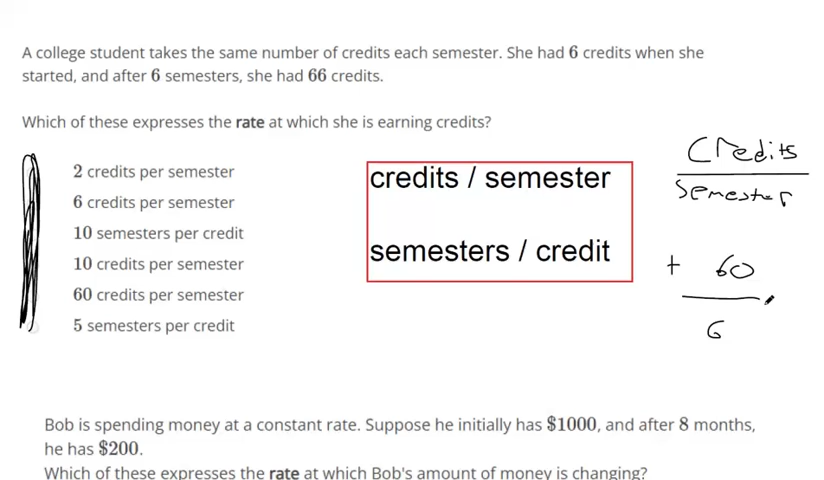 A college student takes the same number of credits each semester. She had 6 credits when she
started, and after 6 semesters, she had 66 credits.
Which of these expresses the rate at which she is earning credits?
2 credits per semester
6 credits per semester
10 semesters per credit
10 credits per semester
60 credits per semester
5 semesters per credit
credits / semester
semesters / credit
Credits
Semester
+ 60
6
Bob is spending money at a constant rate. Suppose he initially has $1000, and after 8 months,
he has $200.
Which of these expresses the rate at which Bob's amount of money is changing?